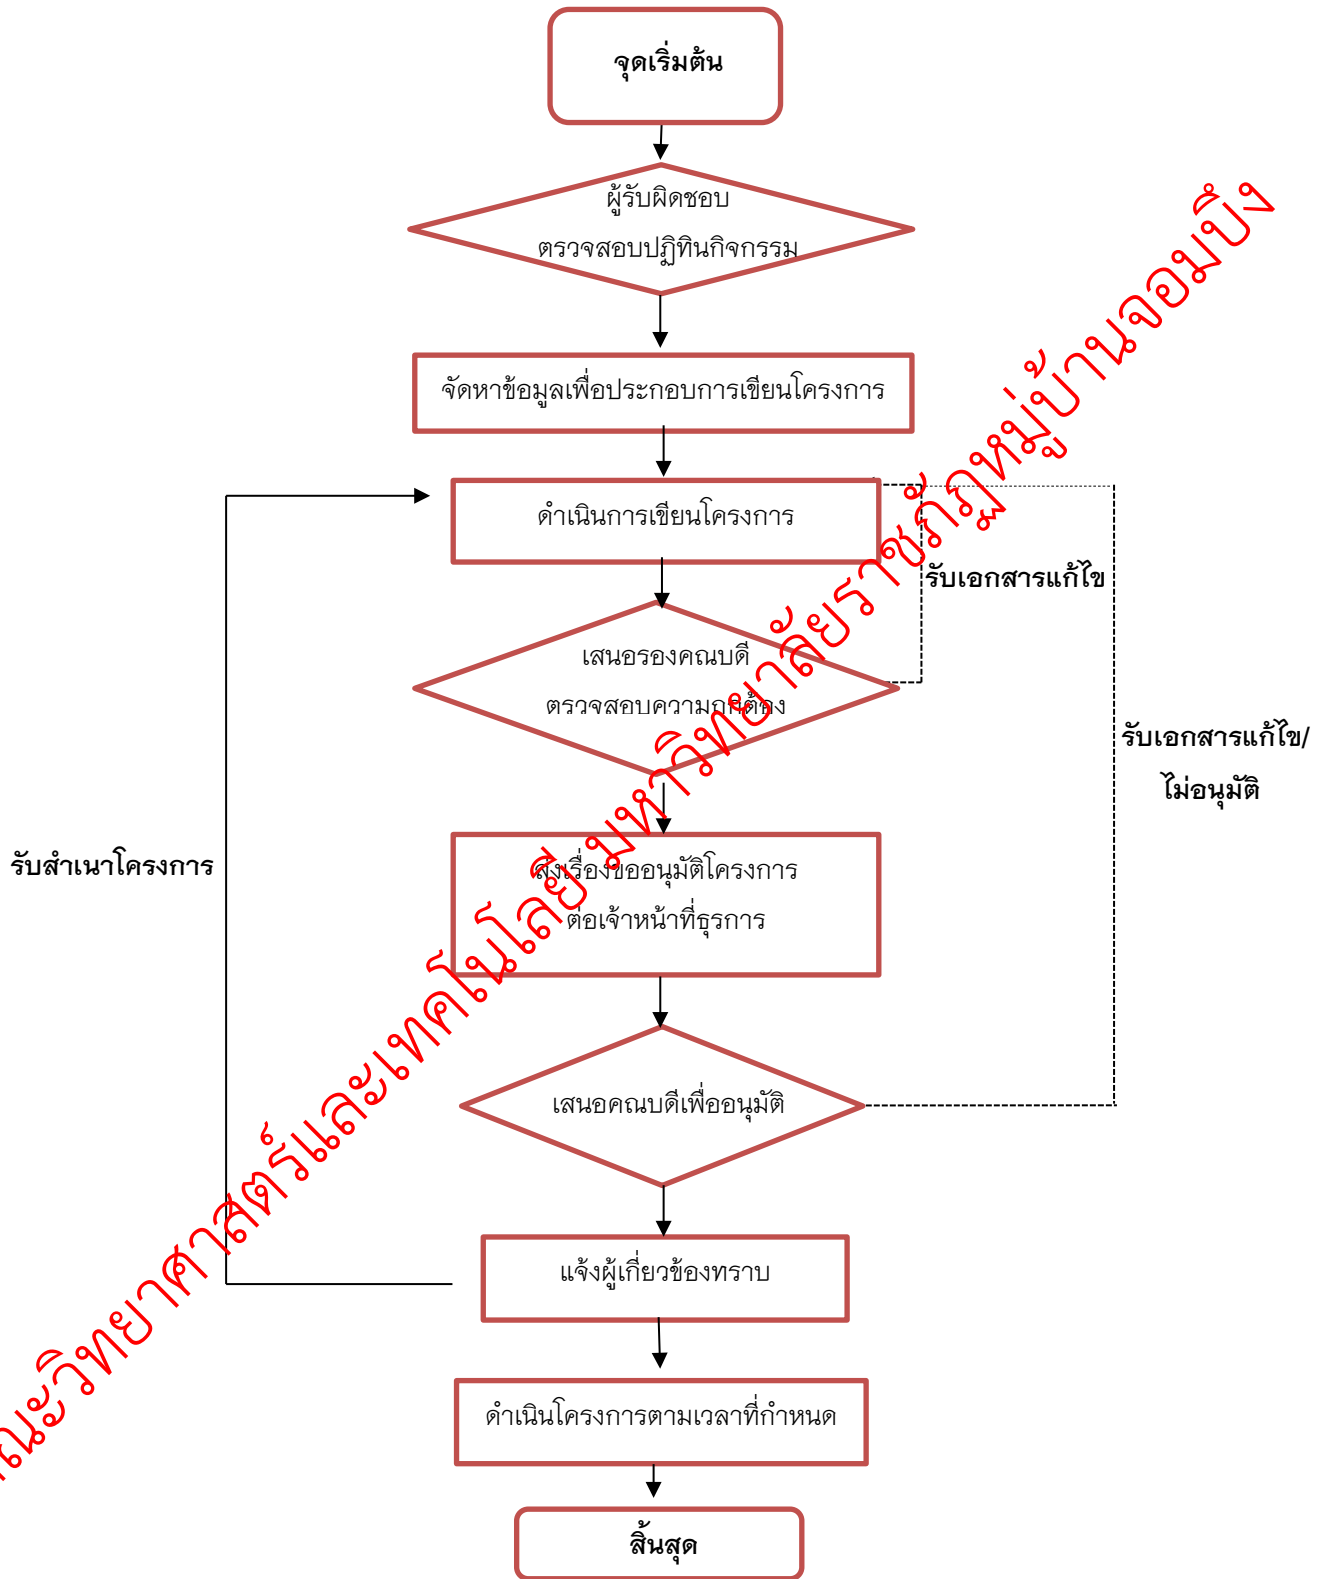 จุดเริ่มต้น
ผู้รับผิดชอบ
ตรวจสอบปฏิทินกิจกรรม
จัดหาข้อมูลเพื่อประกอบการเขียนโครงการ
ดำเนินการเขียนโครงการ
รับเอกสารแก้ไข
เสนอรองคณบดี
ตรวจสอบความถูกต้อง
รับเอกสารแก้ไข/
ไม่อนุมัติ
รับสำเนาโครงการ
ส่งเรื่องขออนุมัติโครงการ
ต่อเจ้าหน้าที่ธุรการ
เสนอคณบดีเพื่ออนุมัติ
แจ้งผู้เกี่ยวข้องทราบ
ดำเนินโครงการตามเวลาที่กำหนด
สิ้นสุด
คณะวิทยาศาสตร์และเทคโนโลยี มหาวิทยาลัยราชภัฏหมู่บ้านจอมบึง